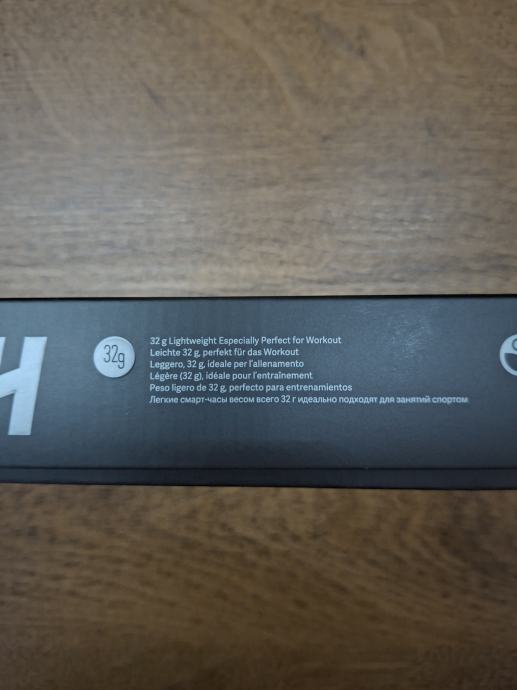 H
32g
32 g Lightweight Especially Perfect for Workout
Leichte 32 g, perfekt für das Workout
Leggero, 32 g, ideale per l'allenamento
Légère (32 g), idéale pour l'entraînement
Peso ligero de 32 g, perfecto para entrenamientos
Легкие смарт-часы весом всего 32 г идеально подходят для занятий спортом